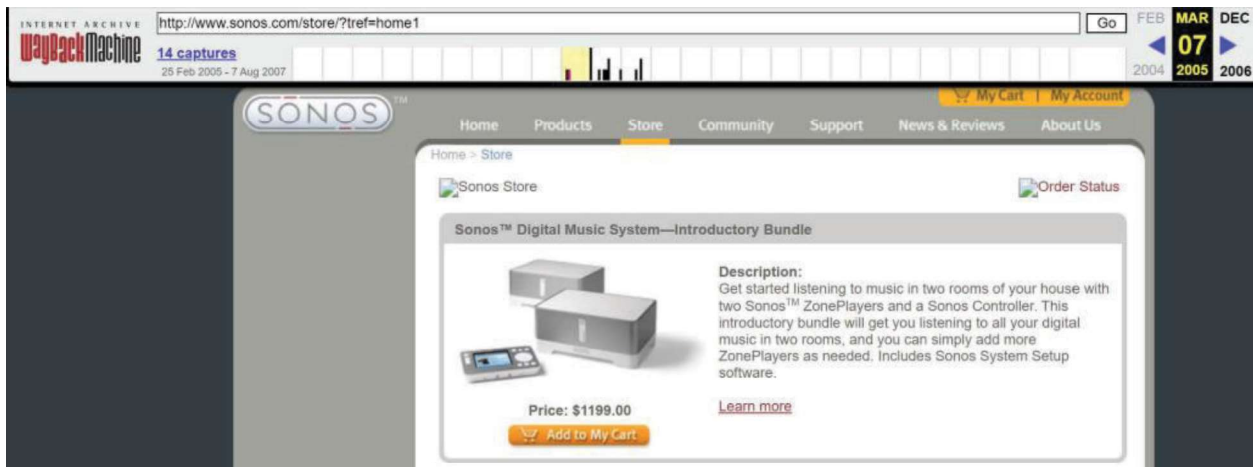 INTERNET ARCHIVE
WayBackMachine
http://www.sonos.com/store/?tref=home1
Go
FEB MAR DEC
14 captures
07
25 Feb 2005 - 7 Aug 2007
2004 2005 2006
SONOS™
My Cart | My Account
Home Products Store Community Support News & Reviews About Us
Home > Store
Sonos Store
Order Status
Sonos™ Digital Music System—Introductory Bundle
Description:
Get started listening to music in two rooms of your house with
two Sonos™ ZonePlayers and a Sonos Controller. This
introductory bundle will get you listening to all your digital
music in two rooms, and you can simply add more
ZonePlayers as needed. Includes Sonos System Setup
software.
Price: $1199.00
Learn more
Add to My Cart